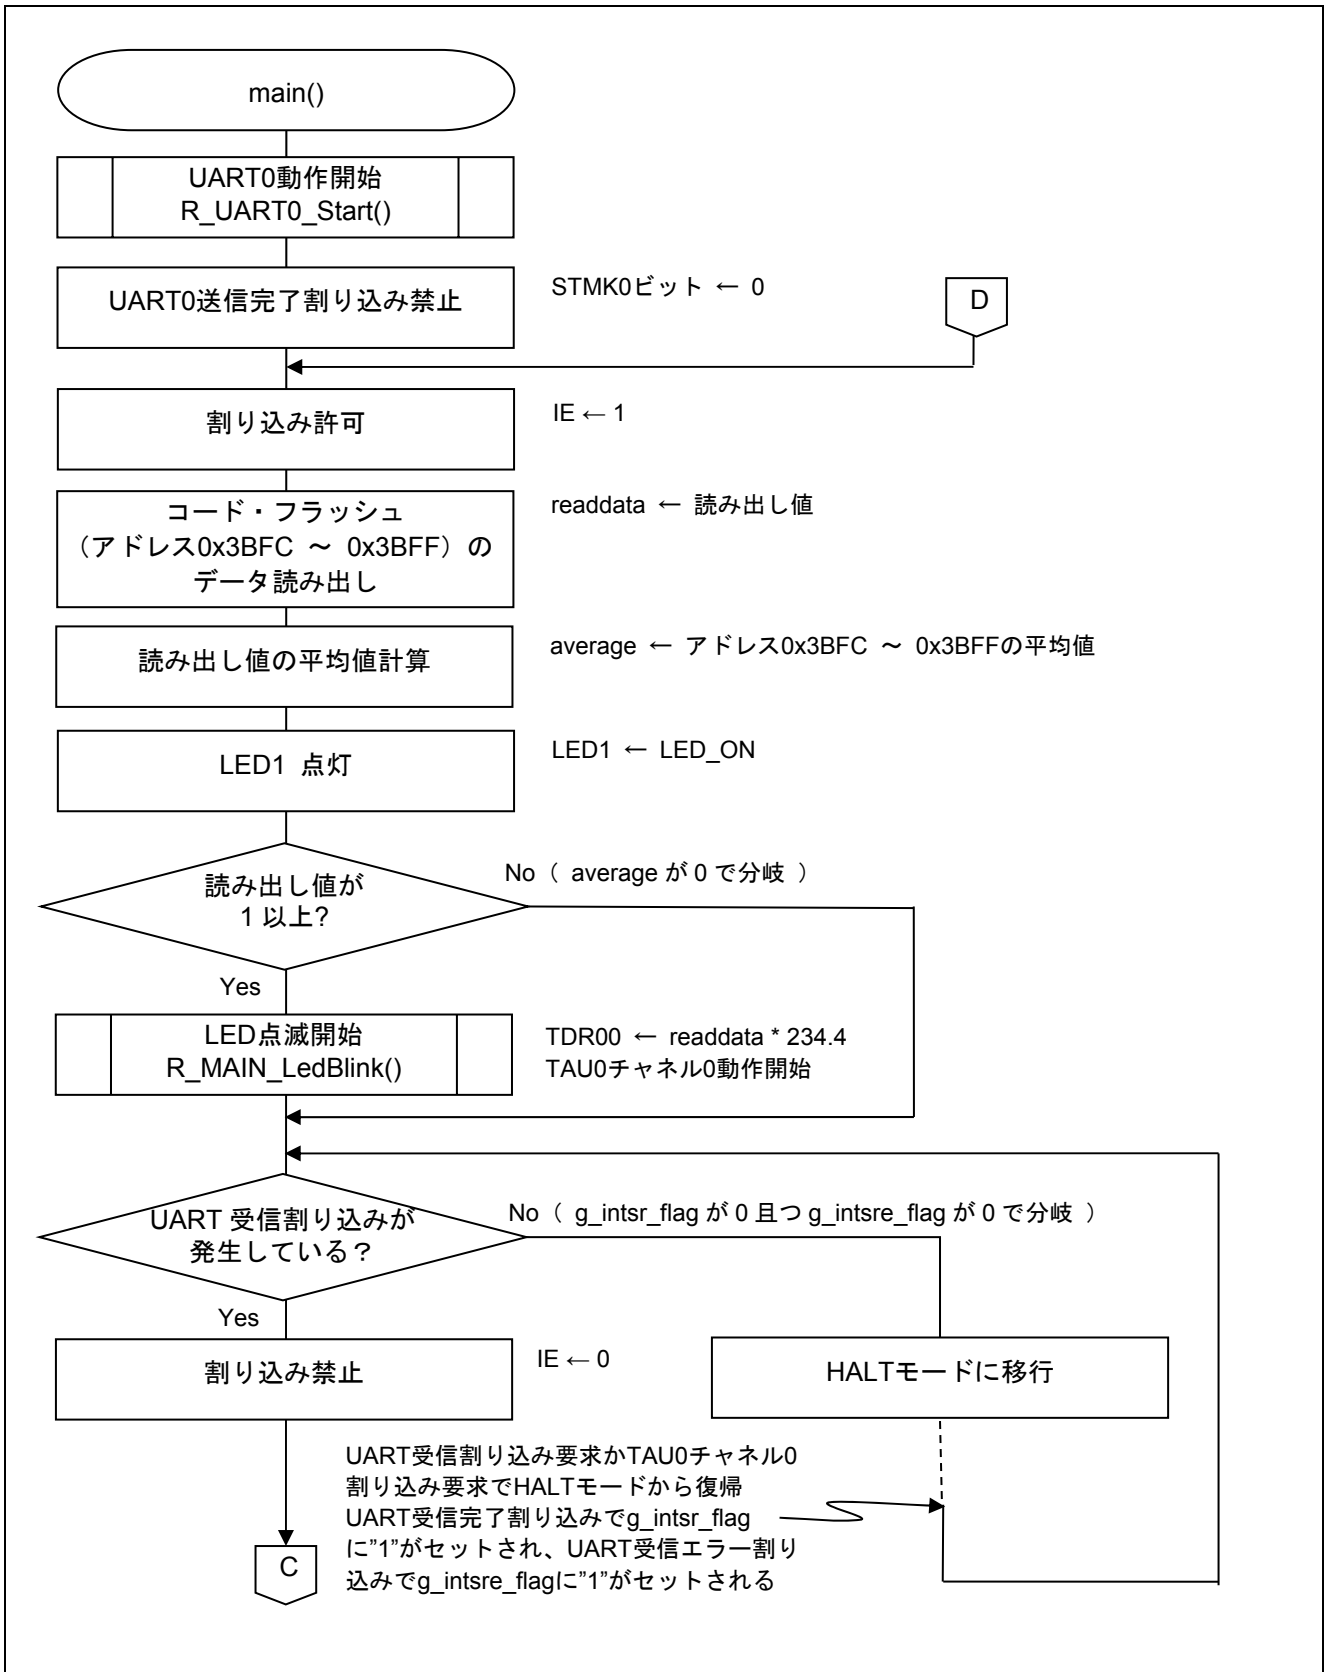 main()
UART0動作開始
R_UART0_Start()
UART0送信完了割り込み禁止
STMK0ビット ← 0
D
割り込み許可
IE ← 1
コード・フラッシュ
（アドレス0x3BFC ～ 0x3BFF）の
データ読み出し
readdata ← 読み出し値
読み出し値の平均値計算
average ← アドレス0x3BFC ～ 0x3BFFの平均値
LED1 点灯
LED1 ← LED_ON
読み出し値が
1 以上?
No（ average が 0 で分岐 ）
Yes
LED点滅開始
R_MAIN_LedBlink()
TDR00 ← readdata * 234.4
TAU0チャネル0動作開始
UART 受信割り込みが
発生している？
No（ g_intsr_flag が 0 且つ g_intsre_flag が 0 で分岐 ）
Yes
割り込み禁止
IE ← 0
HALTモードに移行
UART受信割り込み要求かTAU0チャネル0
割り込み要求でHALTモードから復帰
UART受信完了割り込みでg_intsr_flag
に”1”がセットされ、UART受信エラー割り
込みでg_intsre_flagに”1”がセットされる
C